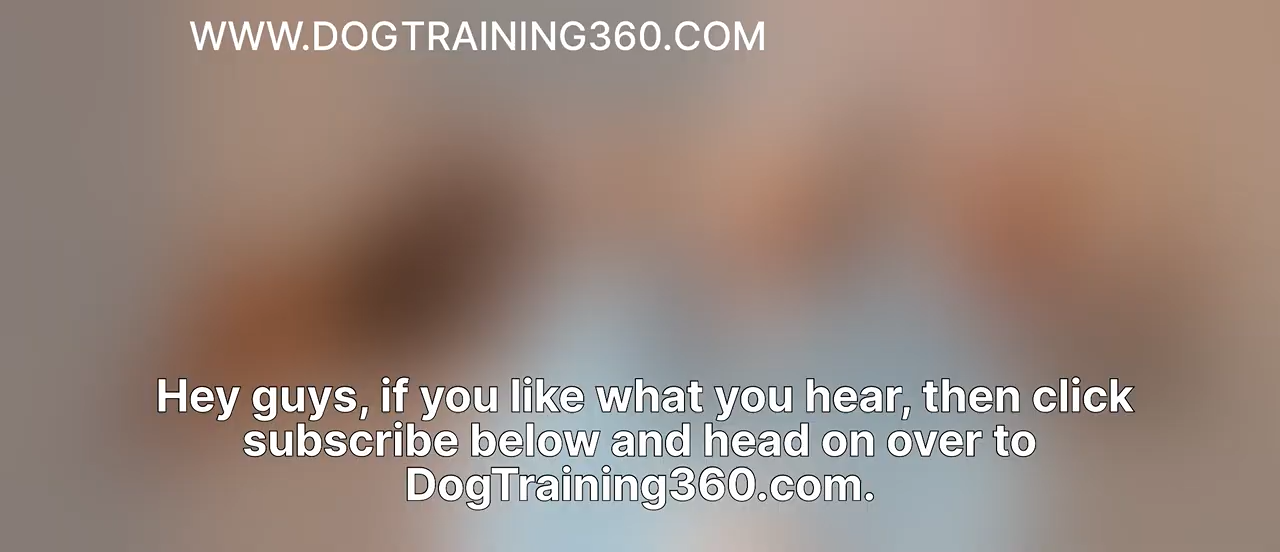 WWW.DOGTRAINING360.COM
Hey guys, if you like what you hear, then click
subscribe below and head on over to
DogTraining360.com.